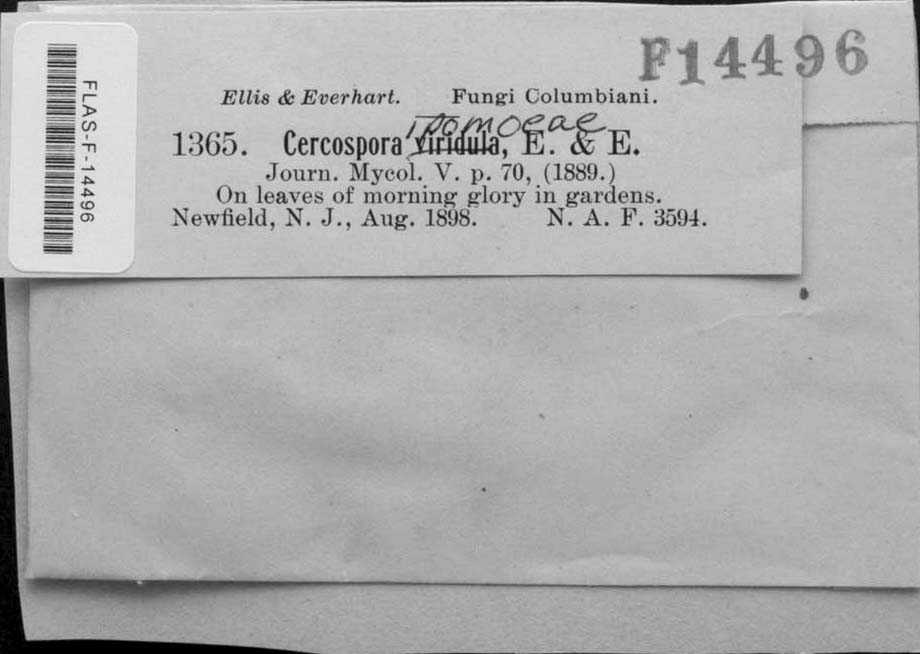 F14496
FLAS-F-14496
Ellis & Everhart. Fungi Columbiani.
Ipomoeae
1365. Cercospora viridula, E. & E.
Journ. Mycol. V. p. 70, (1889.)
On leaves of morning glory in gardens.
Newfield, N. J., Aug. 1898. N. A. F. 3594.